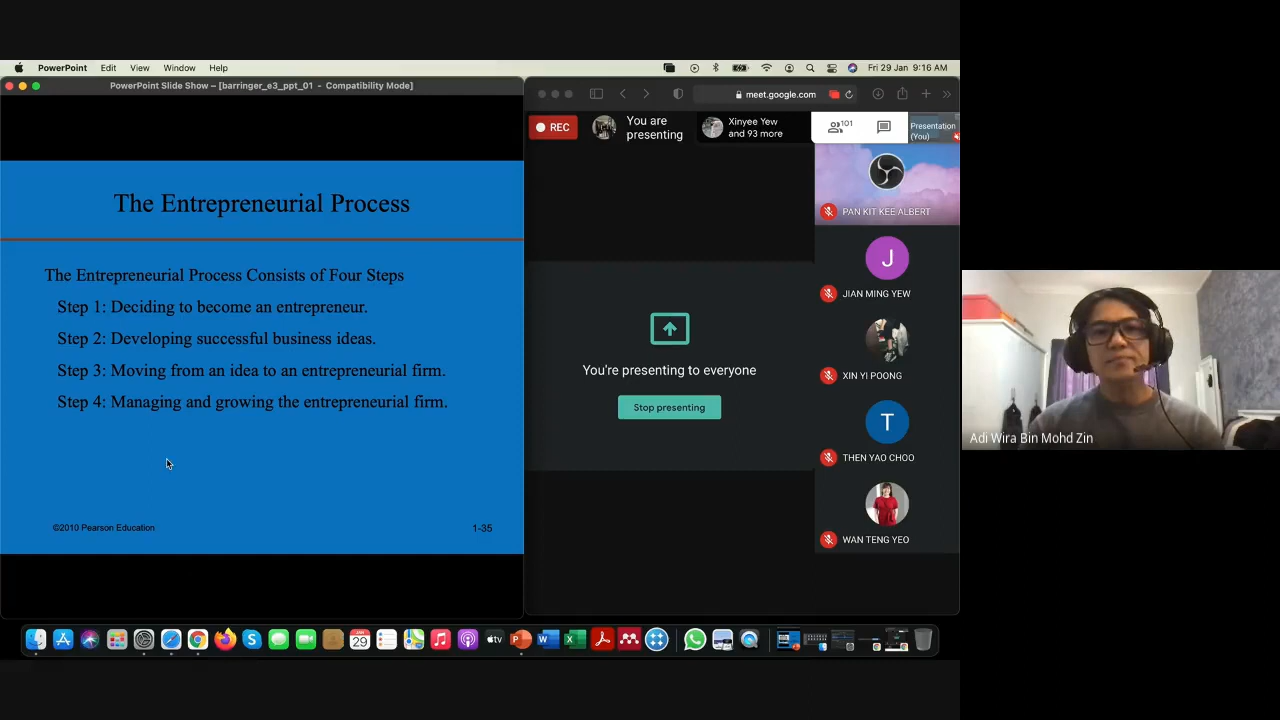 PowerPoint Edit View Window Help
Fri 29 Jan 9:16 AM
PowerPoint Slide Show – [barringer_e3_ppt_01 - Compatibility Mode]
The Entrepreneurial Process
The Entrepreneurial Process Consists of Four Steps
Step 1: Deciding to become an entrepreneur.
Step 2: Developing successful business ideas.
Step 3: Moving from an idea to an entrepreneurial firm.
Step 4: Managing and growing the entrepreneurial firm.
©2010 Pearson Education
1-35
meet.google.com
REC
You are
presenting
Xinyee Yew
and 93 more
101
Presentation
(You)
You're presenting to everyone
Stop presenting
PAN KIT KEE ALBERT
J
JIAN MING YEW
XIN YI POONG
T
THEN YAO CHOO
WAN TENG YEO
Adi Wira Bin Mohd Zin
29
tv